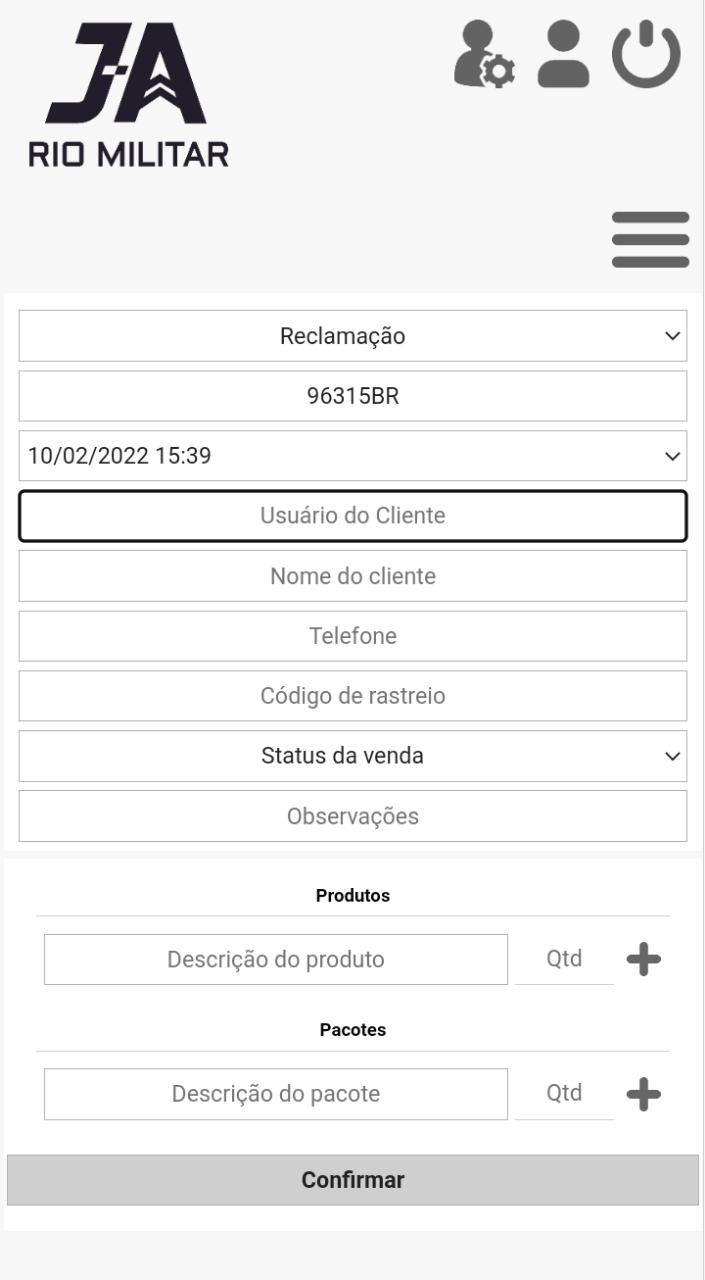 JA
RIO MILITAR
Reclamação
96315BR
10/02/2022 15:39
Usuário do Cliente
Nome do cliente
Telefone
Código de rastreio
Status da venda
Observações
Produtos
Descrição do produto Qtd
Pacotes
Descrição do pacote Qtd
Confirmar